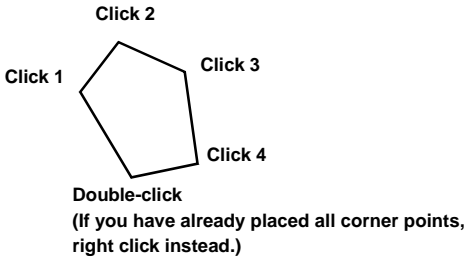 Click 2
Click 1
Click 3
Click 4
Double-click
(If you have already placed all corner points,
right click instead.)